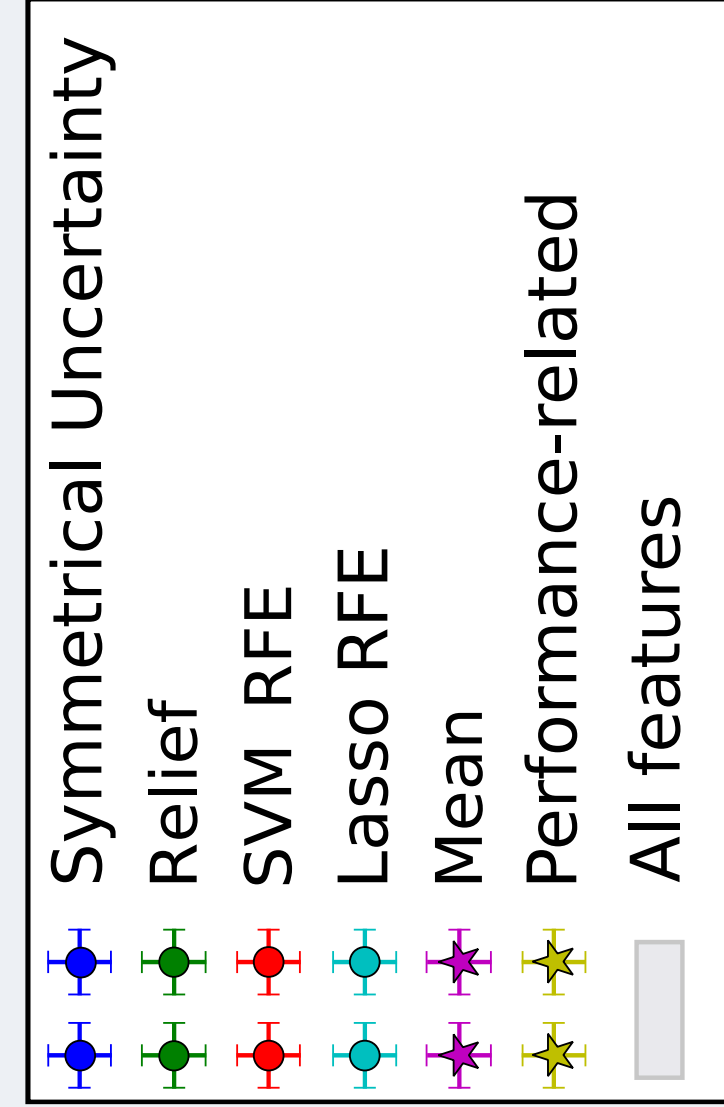 Symmetrical Uncertainty
Relief
SVM RFE
Lasso RFE
Mean
Performance-related
All features